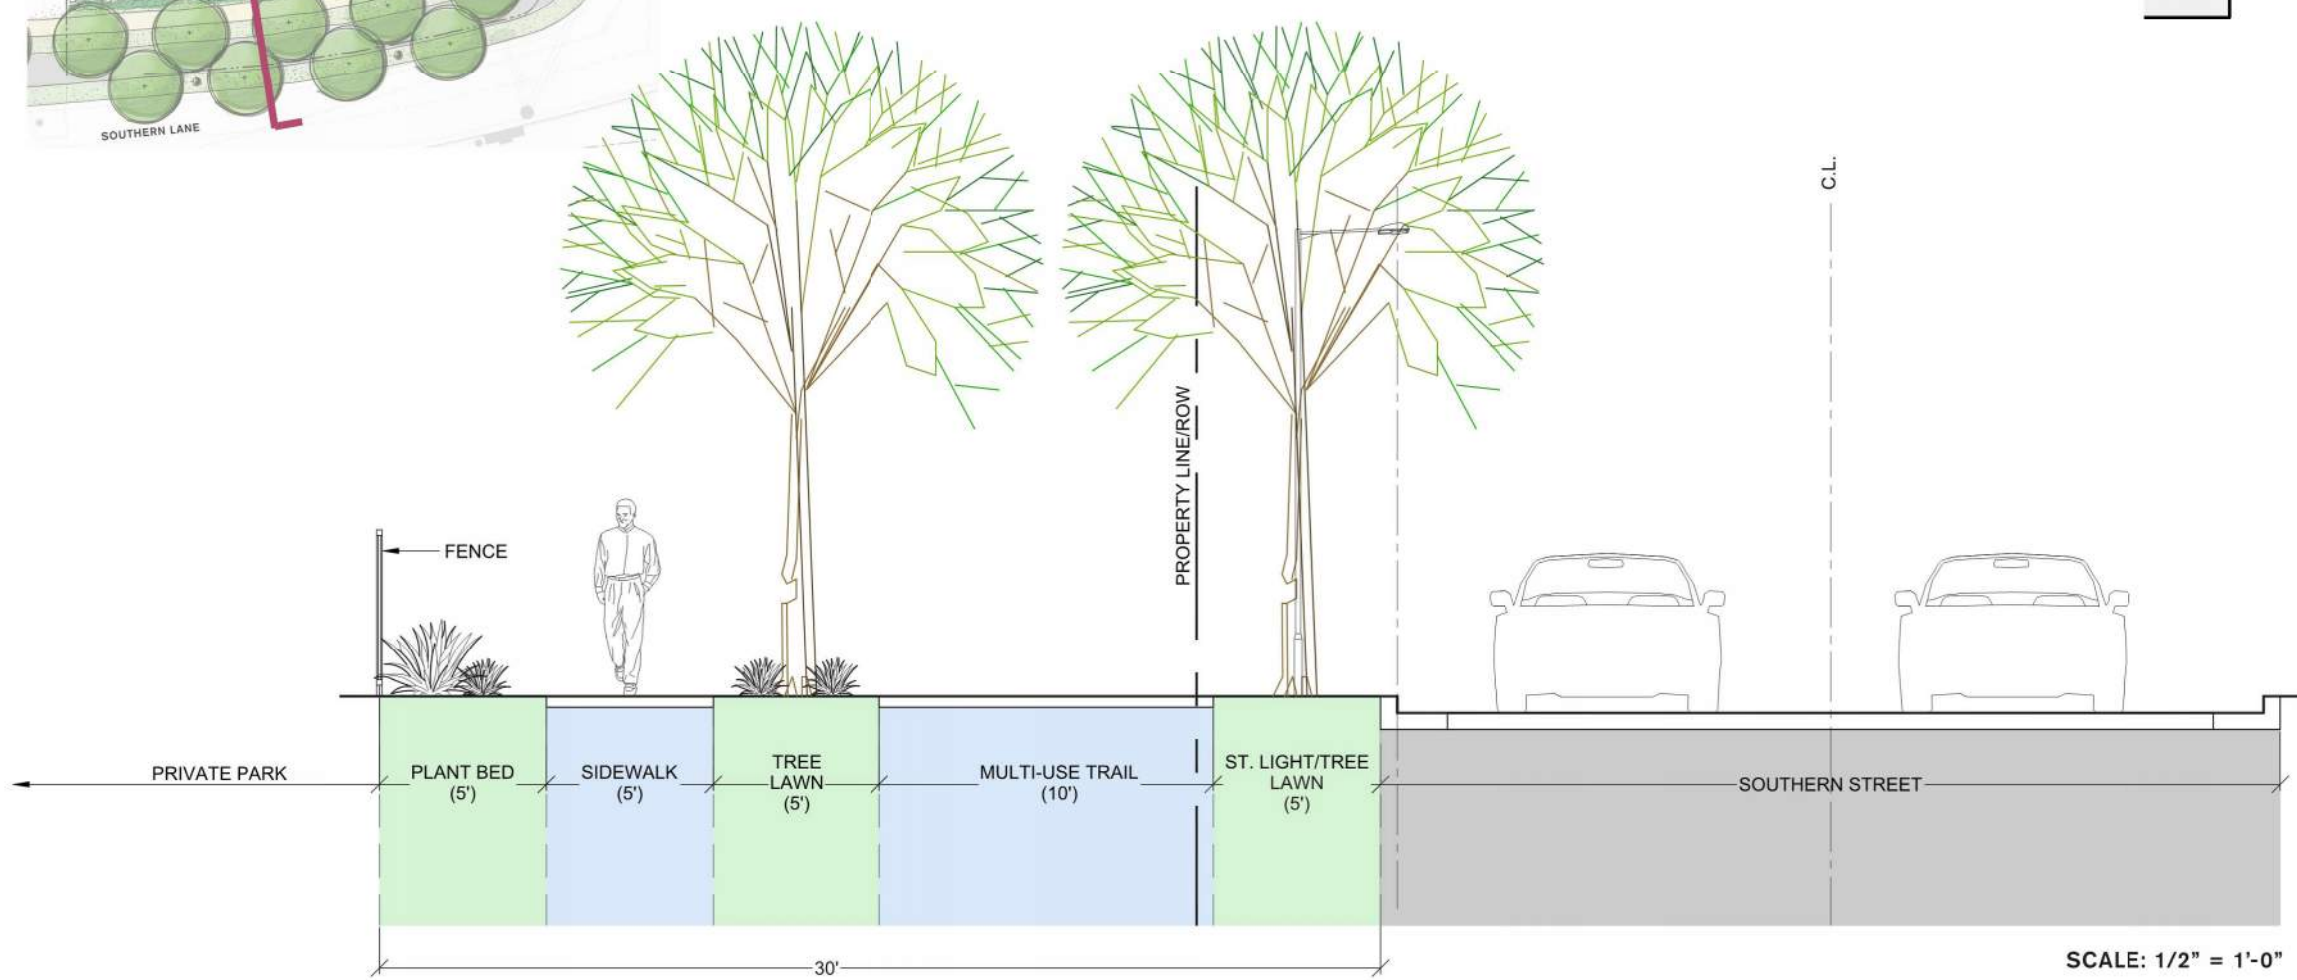 SOUTHERN LANE
C.L.
PROPERTY LINE/ROW
FENCE
PRIVATE PARK
PLANT BED
(5')
SIDEWALK
(5')
TREE
LAWN
(5')
MULTI-USE TRAIL
(10')
ST. LIGHT/TREE
LAWN
(5')
SOUTHERN STREET
30'
SCALE: 1/2" = 1'-0"